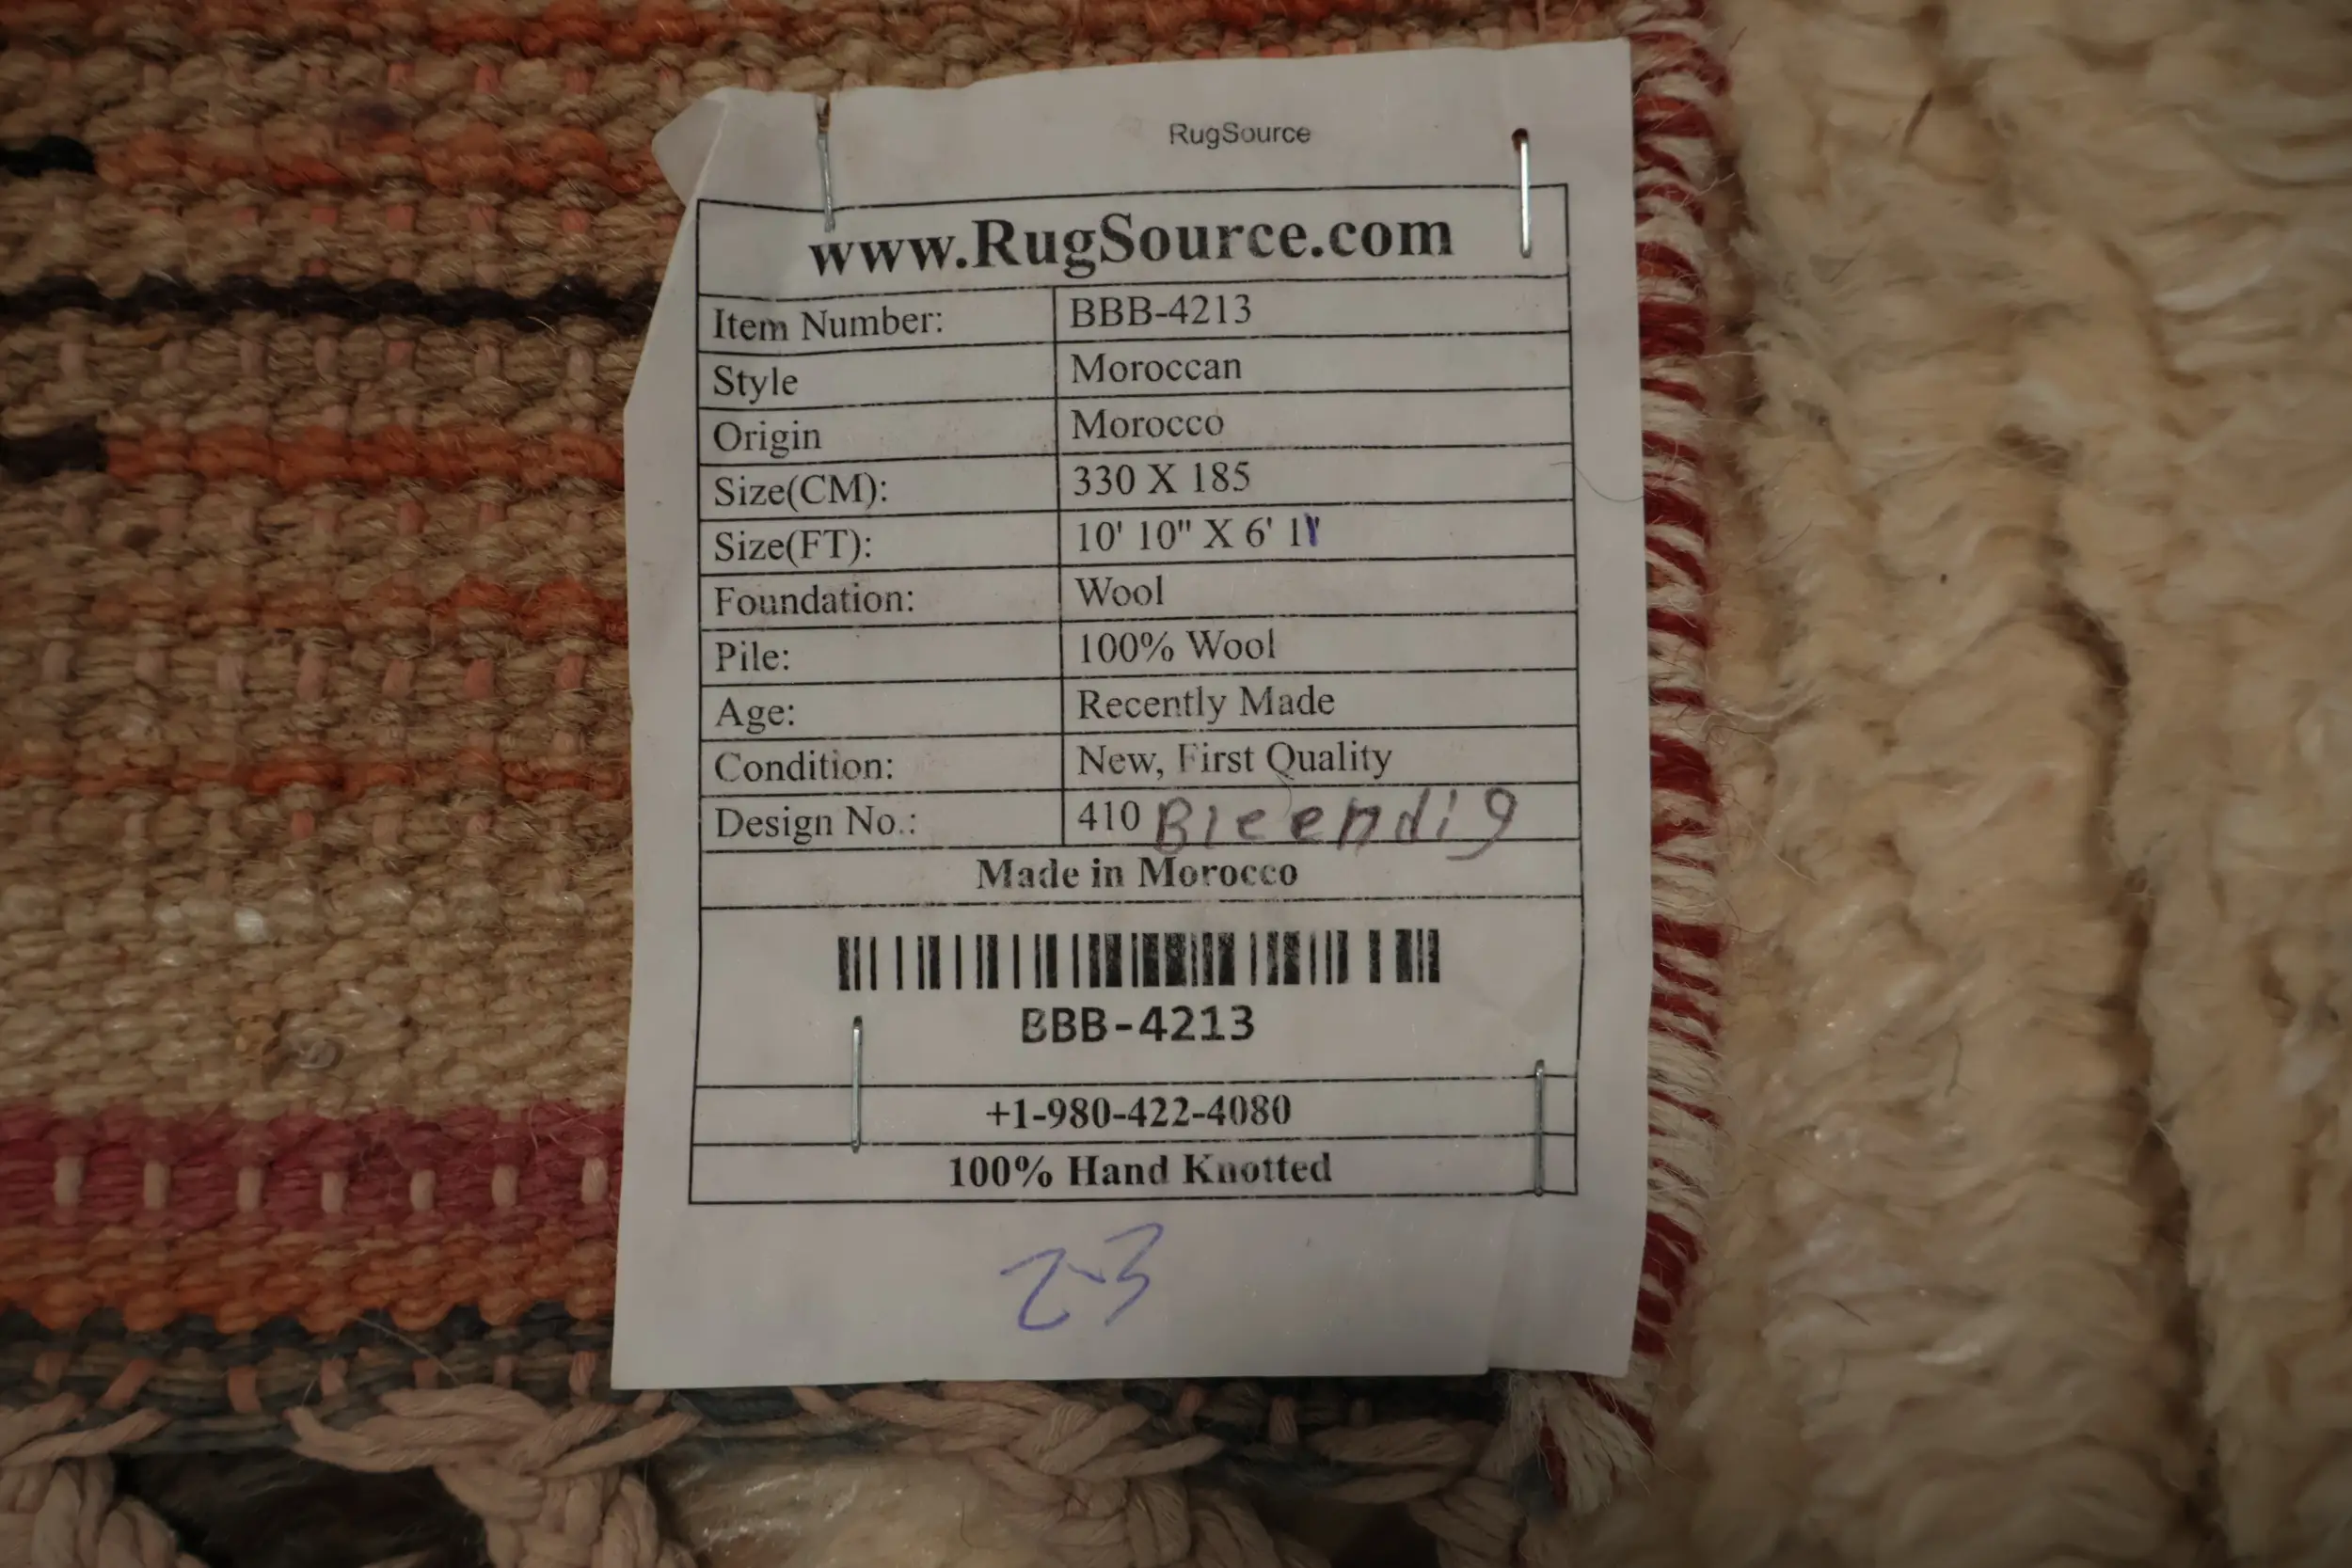 RugSource
www.RugSource.com
Item Number: BBB-4213
Style Moroccan
Origin Morocco
Size(CM): 330 X 185
Size(FT): 10' 10" X 6' 11'
Foundation: Wool
Pile: 100% Wool
Age: Recently Made
Condition: New, First Quality
Design No.: 410 Bleendig
Made in Morocco
BBB-4213
+1-980-422-4080
100% Hand Knotted
2-3